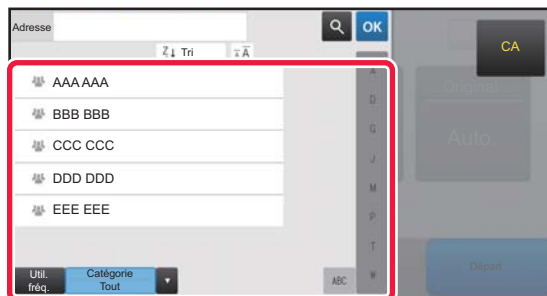 Adresse
OK
CA
Z↓ Tri
AAA AAA
BBB BBB
CCC CCC
DDD DDD
EEE EEE
A
D
G
J
M
P
T
W
Original
Auto.
Util. fréq.
Catégorie Tout
ABC
Départ